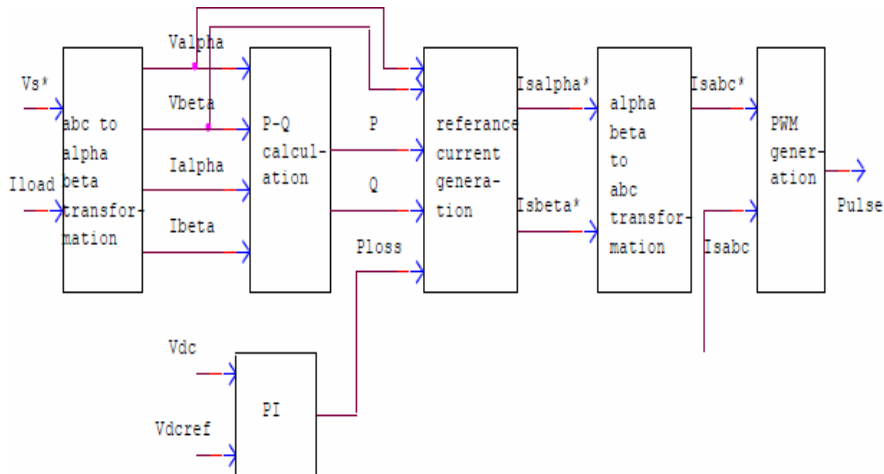 Vs*
Iload
abc to
alpha
beta
transfor-
mation
Valpha
Vbeta
Ialpha
Ibeta
P-Q
calcul-
ation
P
Q
Ploss
referance
current
genera-
tion
Isalpha*
Isbeta*
alpha
beta
to
abc
transfor-
mation
Isabc*
Isabc
PWM
gener-
ation
Pulse
Vdc
Vdcref
PI